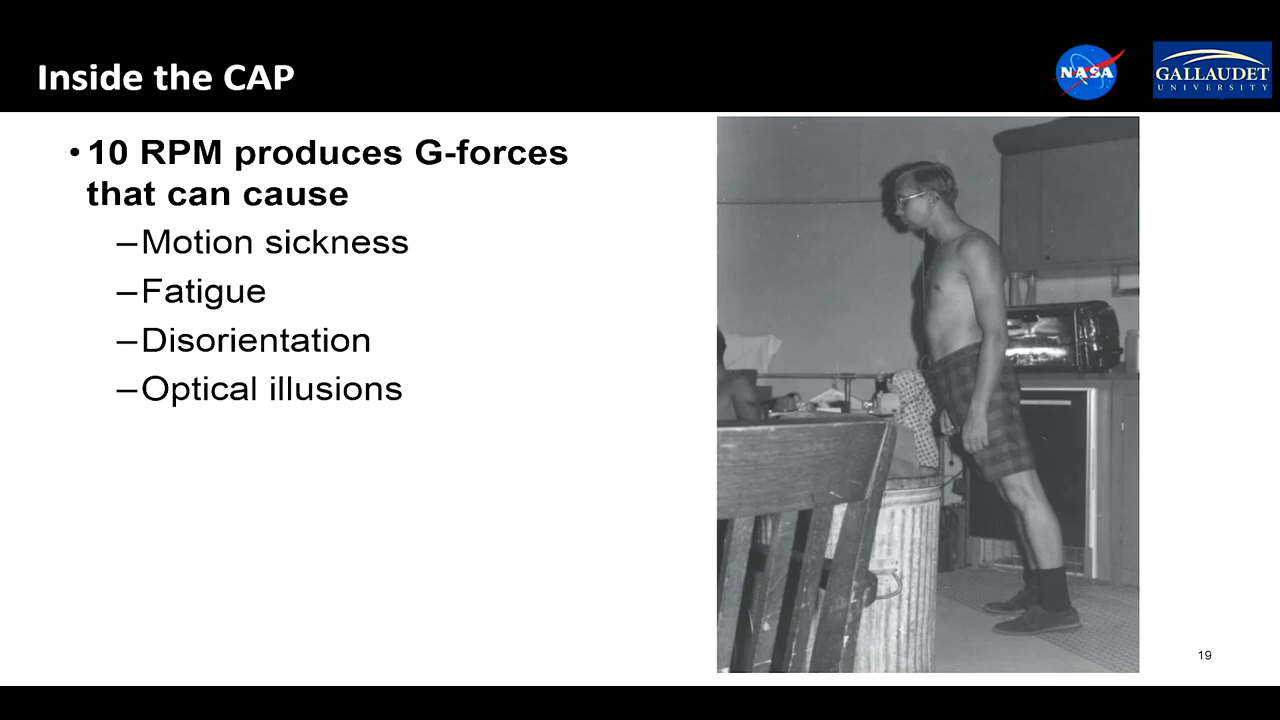 Inside the CAP
NASA
GALLAUDET
UNIVERSITY
• 10 RPM produces G-forces
that can cause
–Motion sickness
–Fatigue
–Disorientation
–Optical illusions
19